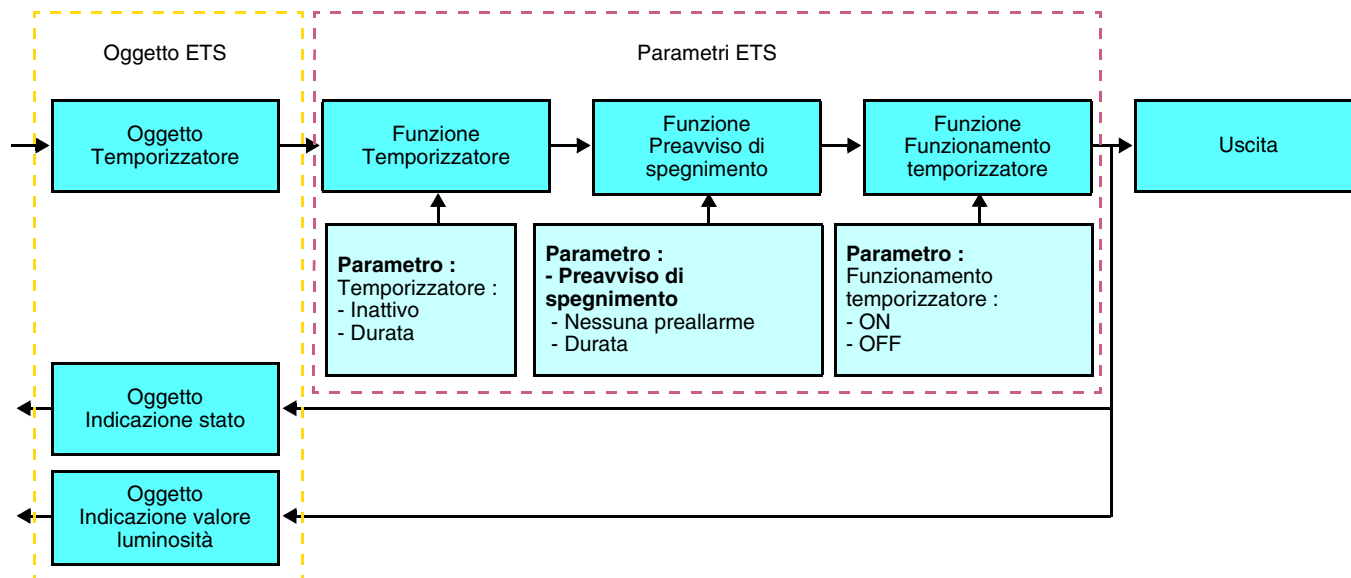 Oggetto ETS
Parametri ETS
Oggetto
Temporizzatore
Funzione
Temporizzatore
Funzione
Preavviso di
spegnimento
Funzione
Funzionamento
temporizzatore
Uscita
Parametro :
Temporizzatore :
- Inattivo
- Durata
Parametro :
- Preavviso di
spegnimento
- Nessuna preallarme
- Durata
Parametro :
Funzionamento
temporizzatore :
- ON
- OFF
Oggetto
Indicazione stato
Oggetto
Indicazione valore
luminosità